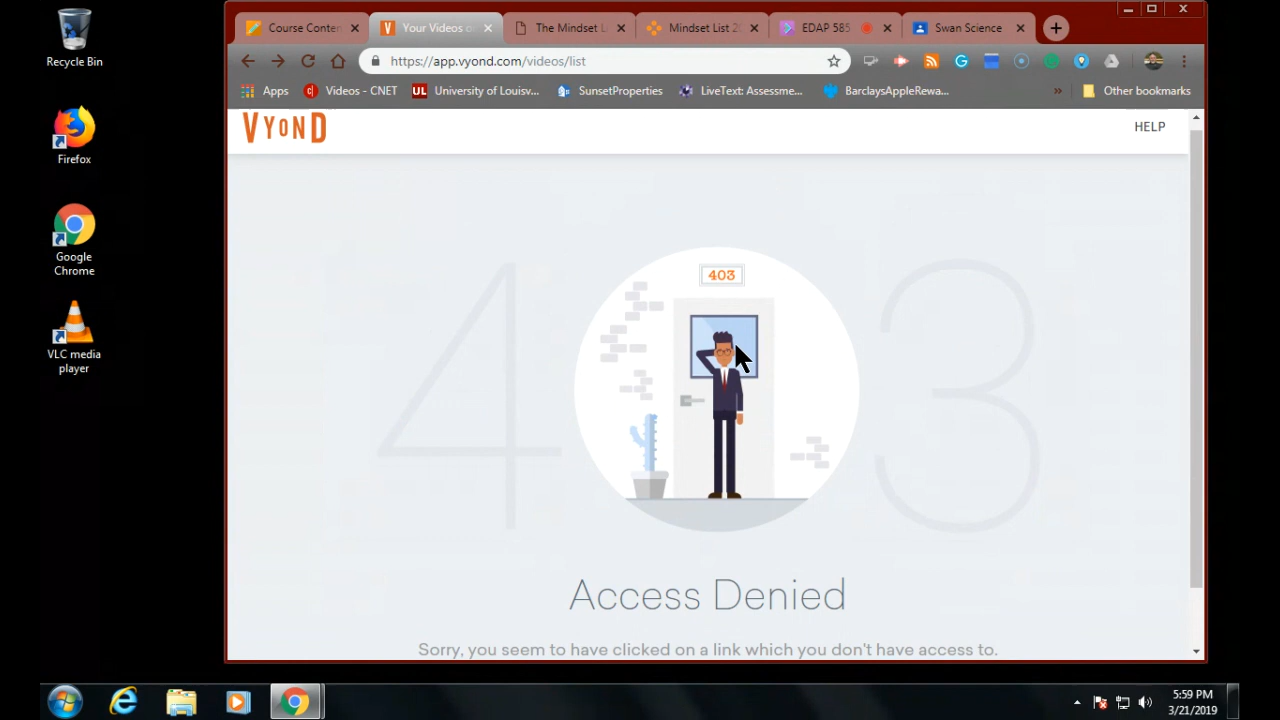 Recycle Bin
Firefox
Google
Chrome
VLC media
player
Course Conten
Your Videos o
The Mindset L
Mindset List 20
EDAP 585
Swan Science
https://app.vyond.com/videos/list
Apps
Videos - CNET
University of Louisv...
SunsetProperties
LiveText: Assessme...
BarclaysAppleRewa...
»
Other bookmarks
VYOND
HELP
403
403
Access Denied
Sorry, you seem to have clicked on a link which you don't have access to.
5:59 PM
3/21/2019